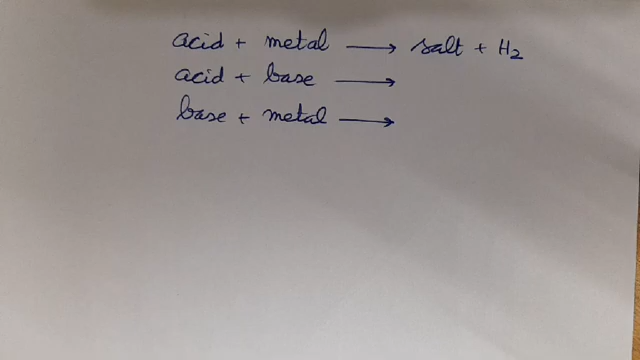 acid + metal ⟶ salt + H₂
acid + base ⟶
base + metal ⟶